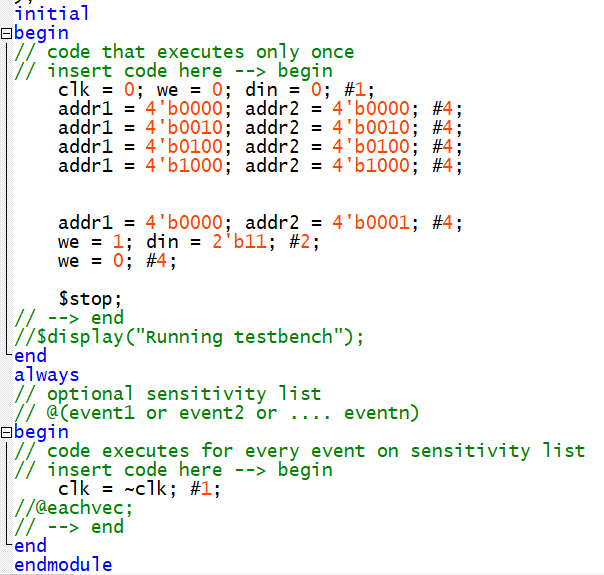 };
initial
begin
// code that executes only once
// insert code here --> begin
clk = 0; we = 0; din = 0; #1;
addr1 = 4'b0000; addr2 = 4'b0000; #4;
addr1 = 4'b0010; addr2 = 4'b0010; #4;
addr1 = 4'b0100; addr2 = 4'b0100; #4;
addr1 = 4'b1000; addr2 = 4'b1000; #4;
addr1 = 4'b0000; addr2 = 4'b0001; #4;
we = 1; din = 2'b11; #2;
we = 0; #4;
$stop;
// --> end
//$display("Running testbench");
end
always
// optional sensitivity list
// @(event1 or event2 or .... eventn)
begin
// code executes for every event on sensitivity list
// insert code here --> begin
clk = ~clk; #1;
//@eachvec;
// --> end
end
endmodule